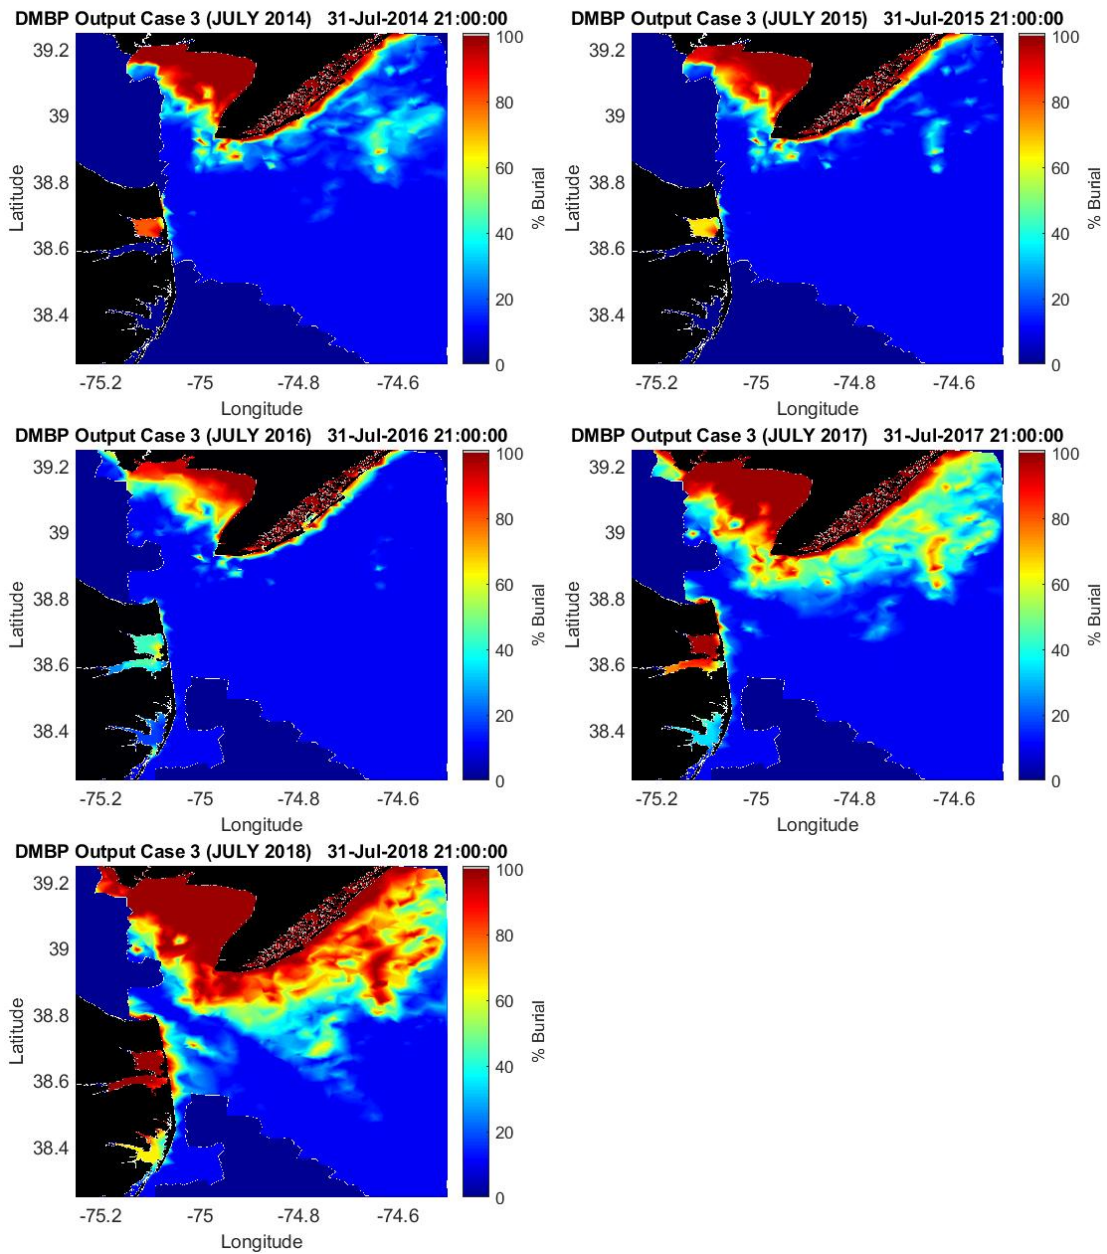 DMBP Output Case 3 (JULY 2014) 31-Jul-2014 21:00:00
39.2
39
38.8
38.6
38.4
Latitude
-75.2 -75 -74.8 -74.6
Longitude
100
80
60
40
20
0
% Burial
DMBP Output Case 3 (JULY 2015) 31-Jul-2015 21:00:00
39.2
39
38.8
38.6
38.4
Latitude
-75.2 -75 -74.8 -74.6
Longitude
100
80
60
40
20
0
% Burial
DMBP Output Case 3 (JULY 2016) 31-Jul-2016 21:00:00
39.2
39
38.8
38.6
38.4
Latitude
-75.2 -75 -74.8 -74.6
Longitude
100
80
60
40
20
0
% Burial
DMBP Output Case 3 (JULY 2017) 31-Jul-2017 21:00:00
39.2
39
38.8
38.6
38.4
Latitude
-75.2 -75 -74.8 -74.6
Longitude
100
80
60
40
20
0
% Burial
DMBP Output Case 3 (JULY 2018) 31-Jul-2018 21:00:00
39.2
39
38.8
38.6
38.4
Latitude
-75.2 -75 -74.8 -74.6
Longitude
100
80
60
40
20
0
% Burial